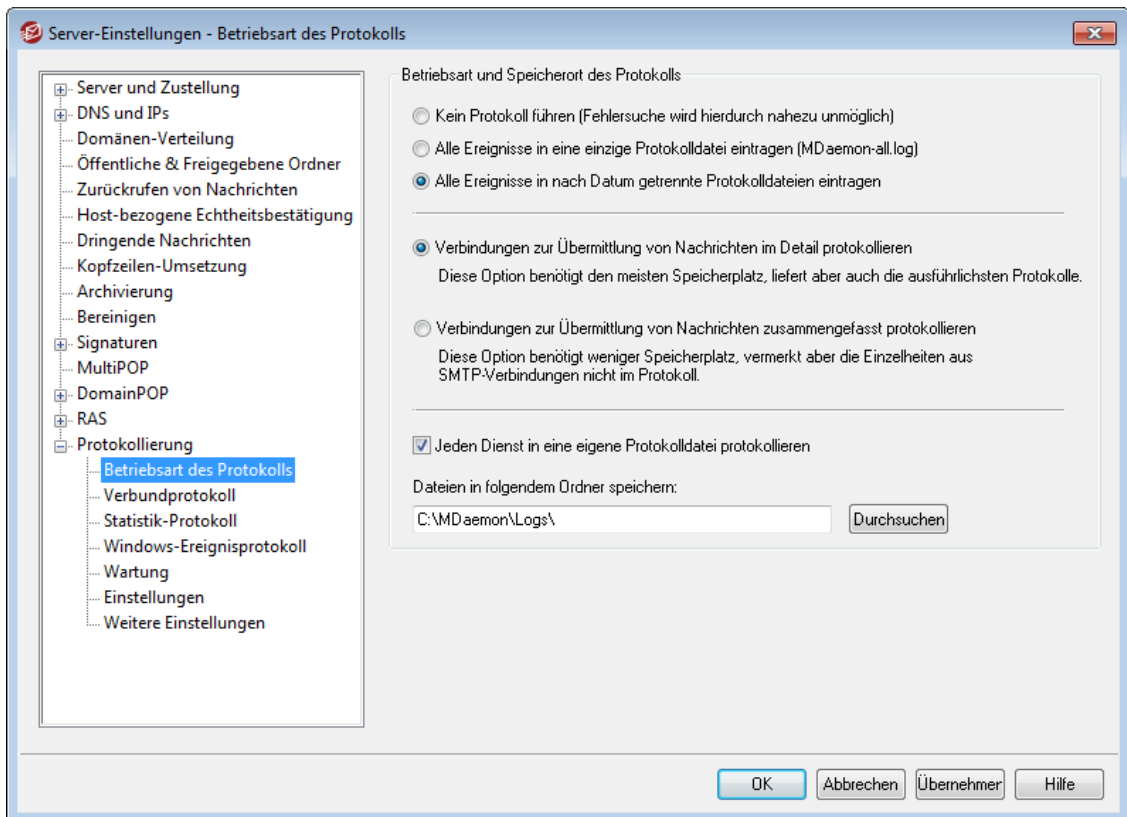 Server-Einstellungen - Betriebsart des Protokolls
Server und Zustellung
DNS und IPs
Domänen-Verteilung
Öffentliche & Freigegebene Ordner
Zurückrufen von Nachrichten
Host-bezogene Echtheitsbestätigung
Dringende Nachrichten
Kopfzeilen-Umsetzung
Archivierung
Bereinigen
Signaturen
MultiPOP
DomainPOP
RAS
Protokollierung
Betriebsart des Protokolls
Verbundprotokoll
Statistik-Protokoll
Windows-Ereignisprotokoll
Wartung
Einstellungen
Weitere Einstellungen
Betriebsart und Speicherort des Protokolls
Kein Protokoll führen (Fehlersuche wird hierdurch nahezu unmöglich)
Alle Ereignisse in eine einzige Protokolldatei eintragen (MDaemon-all.log)
Alle Ereignisse in nach Datum getrennte Protokolldateien eintragen
Verbindungen zur Übermittlung von Nachrichten im Detail protokollieren
Diese Option benötigt den meisten Speicherplatz, liefert aber auch die ausführlichsten Protokolle.
Verbindungen zur Übermittlung von Nachrichten zusammengefasst protokollieren
Diese Option benötigt weniger Speicherplatz, vermerkt aber die Einzelheiten aus
SMTP-Verbindungen nicht im Protokoll.
Jeden Dienst in eine eigene Protokolldatei protokollieren
Dateien in folgendem Ordner speichern:
C:\MDaemon\Logs\
Durchsuchen
OK
Abbrechen
Übernehmer
Hilfe